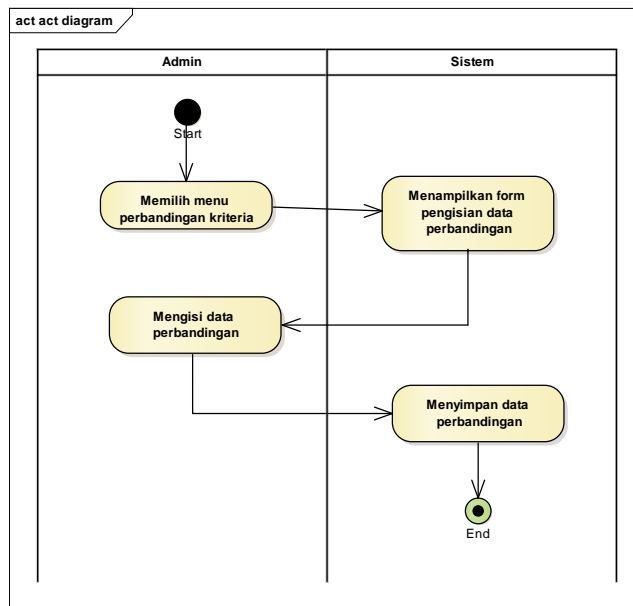 act act diagram
Admin
Sistem
Start
Memilih menu
perbandingan kriteria
Menampilkan form
pengisian data
perbandingan
Mengisi data
perbandingan
Menyimpan data
perbandingan
End